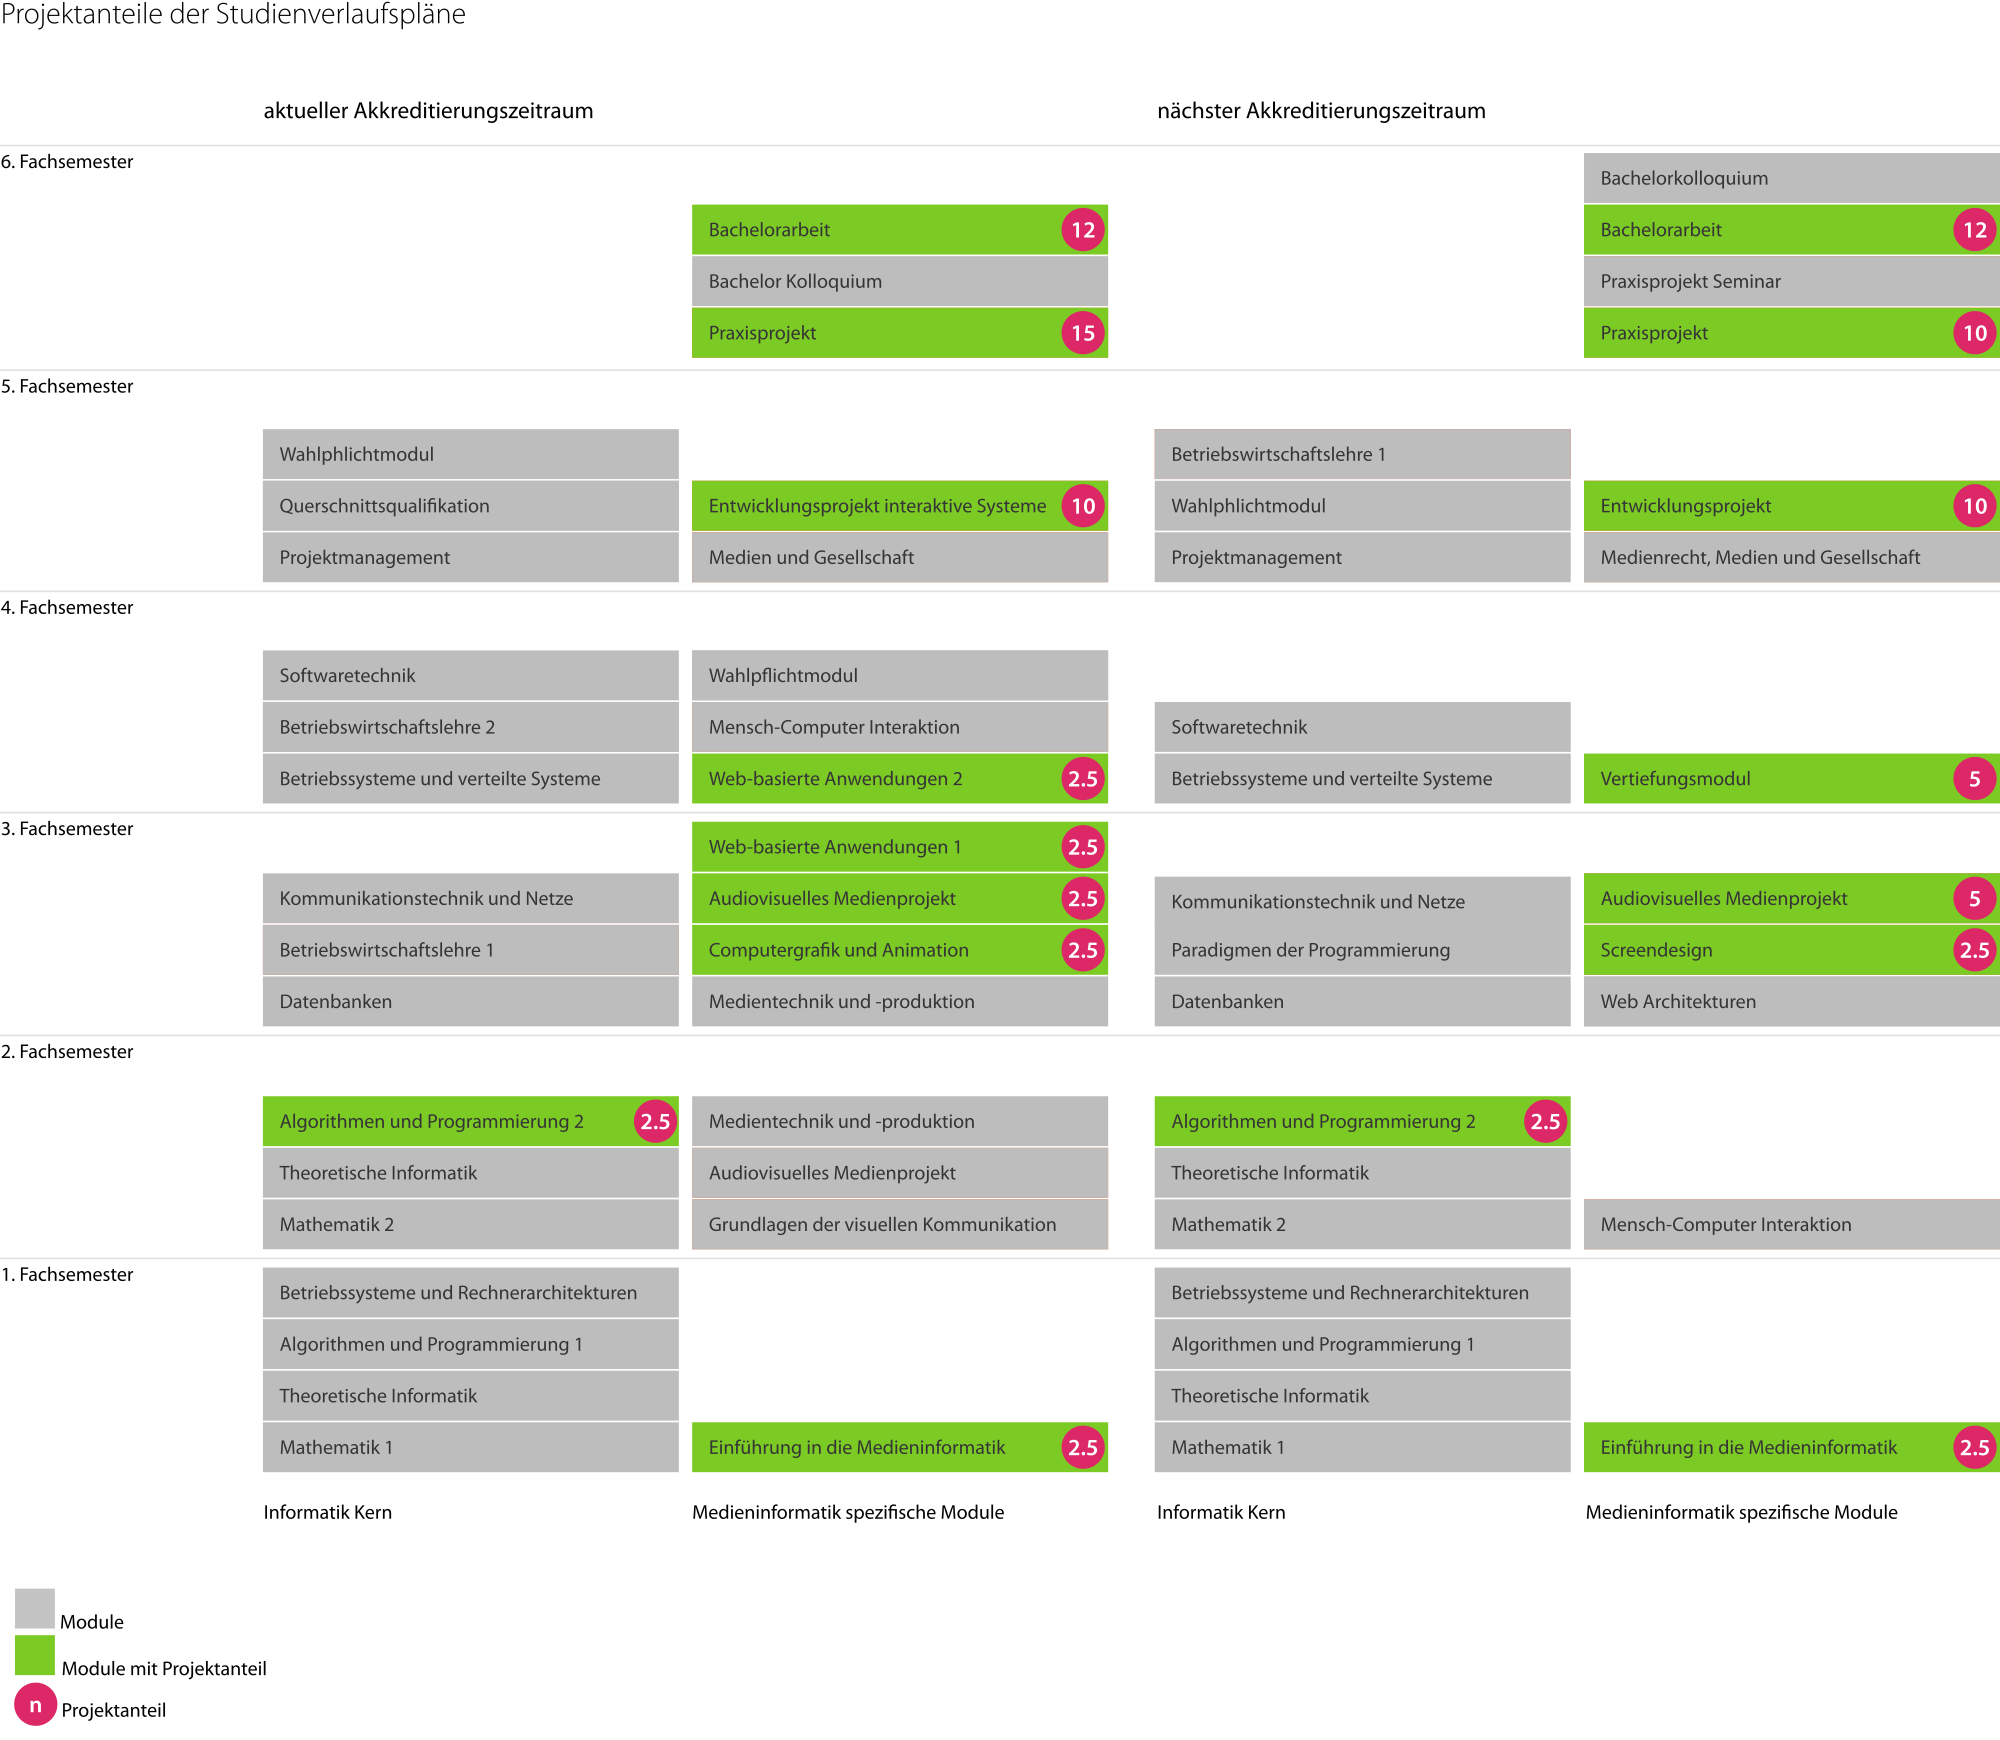 Projektanteile der Studienverlaufspläne
aktueller Akkreditierungszeitraum
nächster Akkreditierungszeitraum
6. Fachsemester
Bachelorarbeit 12
Bachelor Kolloquium
Praxisprojekt 15
Bachelorkolloquium
Bachelorarbeit 12
Praxisprojekt Seminar
Praxisprojekt 10
5. Fachsemester
Wahlphlichtmodul
Querschnittsqualifikation
Projektmanagement
Entwicklungsprojekt interaktive Systeme 10
Medien und Gesellschaft
Betriebswirtschaftslehre 1
Wahlphlichtmodul
Projektmanagement
Entwicklungsprojekt 10
Medienrecht, Medien und Gesellschaft
4. Fachsemester
Softwaretechnik
Betriebswirtschaftslehre 2
Betriebssysteme und verteilte Systeme
Wahlpflichtmodul
Mensch-Computer Interaktion
Web-basierte Anwendungen 2 2.5
Softwaretechnik
Betriebssysteme und verteilte Systeme
Vertiefungsmodul 5
3. Fachsemester
Kommunikationstechnik und Netze
Betriebswirtschaftslehre 1
Datenbanken
Web-basierte Anwendungen 1 2.5
Audiovisuelles Medienprojekt 2.5
Computergrafik und Animation 2.5
Medientechnik und -produktion
Kommunikationstechnik und Netze
Paradigmen der Programmierung
Datenbanken
Audiovisuelles Medienprojekt 5
Screendesign 2.5
Web Architekturen
2. Fachsemester
Algorithmen und Programmierung 2 2.5
Theoretische Informatik
Mathematik 2
Medientechnik und -produktion
Audiovisuelles Medienprojekt
Grundlagen der visuellen Kommunikation
Algorithmen und Programmierung 2 2.5
Theoretische Informatik
Mathematik 2
Mensch-Computer Interaktion
1. Fachsemester
Betriebssysteme und Rechnerarchitekturen
Algorithmen und Programmierung 1
Theoretische Informatik
Mathematik 1
Einführung in die Medieninformatik 2.5
Betriebssysteme und Rechnerarchitekturen
Algorithmen und Programmierung 1
Theoretische Informatik
Mathematik 1
Einführung in die Medieninformatik 2.5
Informatik Kern
Medieninformatik spezifische Module
Informatik Kern
Medieninformatik spezifische Module
Module
Module mit Projektanteil
n Projektanteil